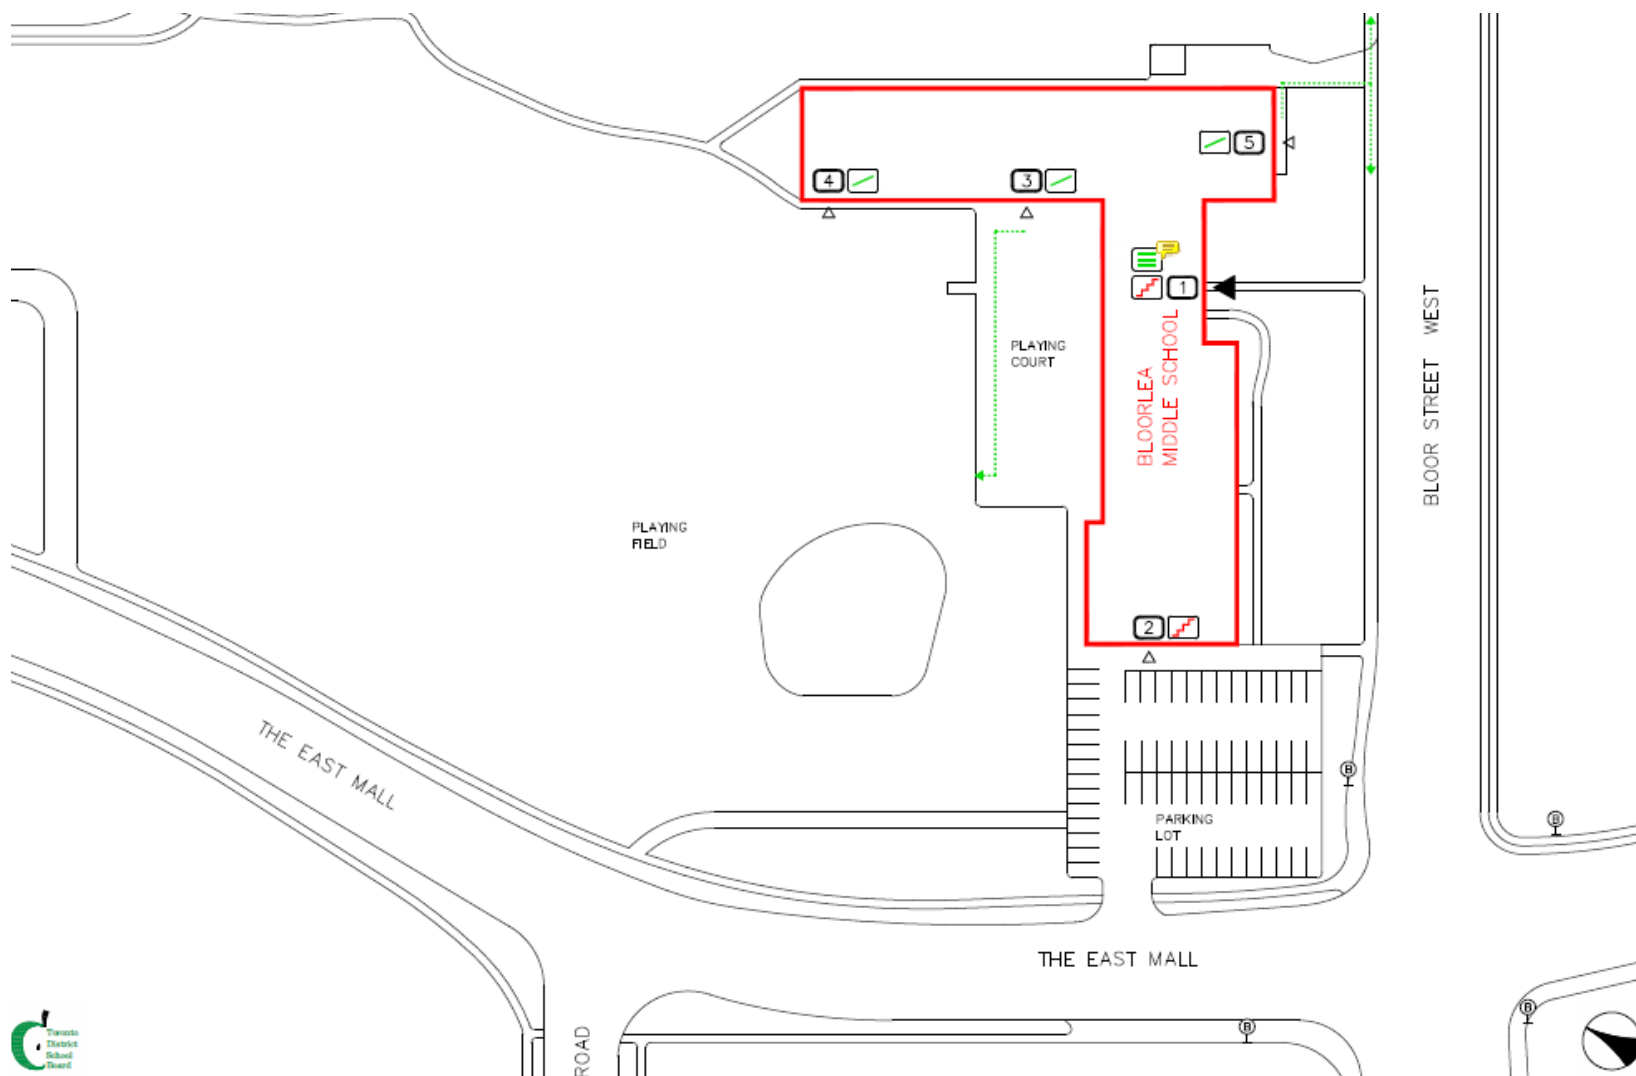 5
4
3
1
BLOORLEA
MIDDLE SCHOOL
PLAYING
COURT
BLOOR STREET WEST
PLAYING
FIELD
2
THE EAST MALL
B
PARKING
LOT
B
THE EAST MALL
B
B
ROAD
Toronto
District
School
Board